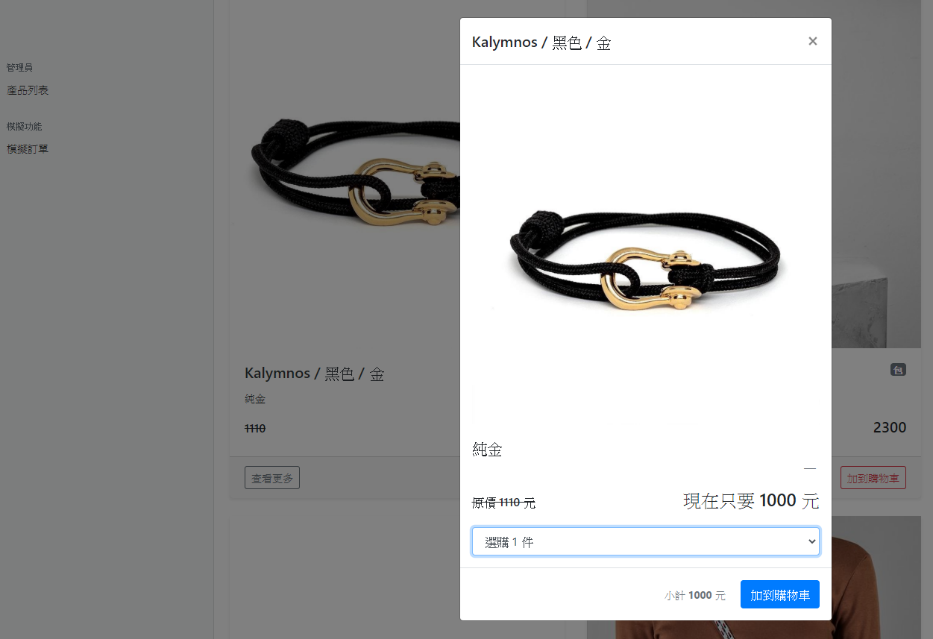 管理員
產品列表
模擬功能
模擬訂單
Kalymnos / 黑色 / 金
純金
1110
查看更多
包
2300
加到購物車
Kalymnos / 黑色 / 金
×
純金
—
原價 1110 元
現在只要 1000 元
選購 1 件
小計 1000 元
加到購物車